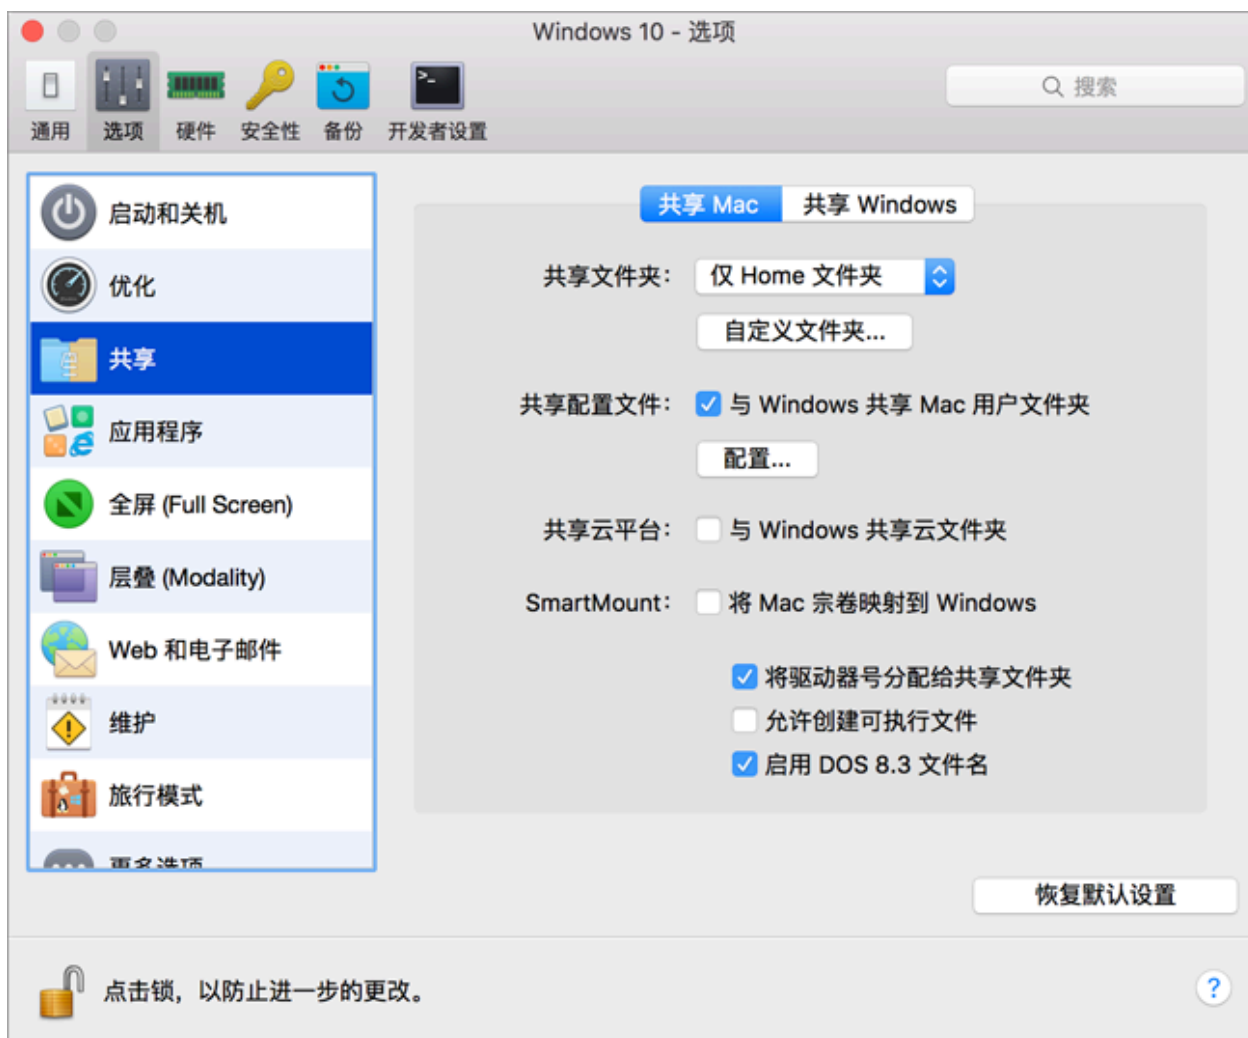 Windows 10 - 选项
通用 选项 硬件 安全性 备份 开发者设置 搜索
启动和关机
优化
共享
应用程序
全屏 (Full Screen)
层叠 (Modality)
Web 和电子邮件
维护
旅行模式
更多选项
共享 Mac 共享 Windows
共享文件夹： 仅 Home 文件夹
自定义文件夹...
共享配置文件： 与 Windows 共享 Mac 用户文件夹
配置...
共享云平台： 与 Windows 共享云文件夹
SmartMount： 将 Mac 宗卷映射到 Windows
将驱动器号分配给共享文件夹
允许创建可执行文件
启用 DOS 8.3 文件名
恢复默认设置
点击锁，以防止进一步的更改。 ?